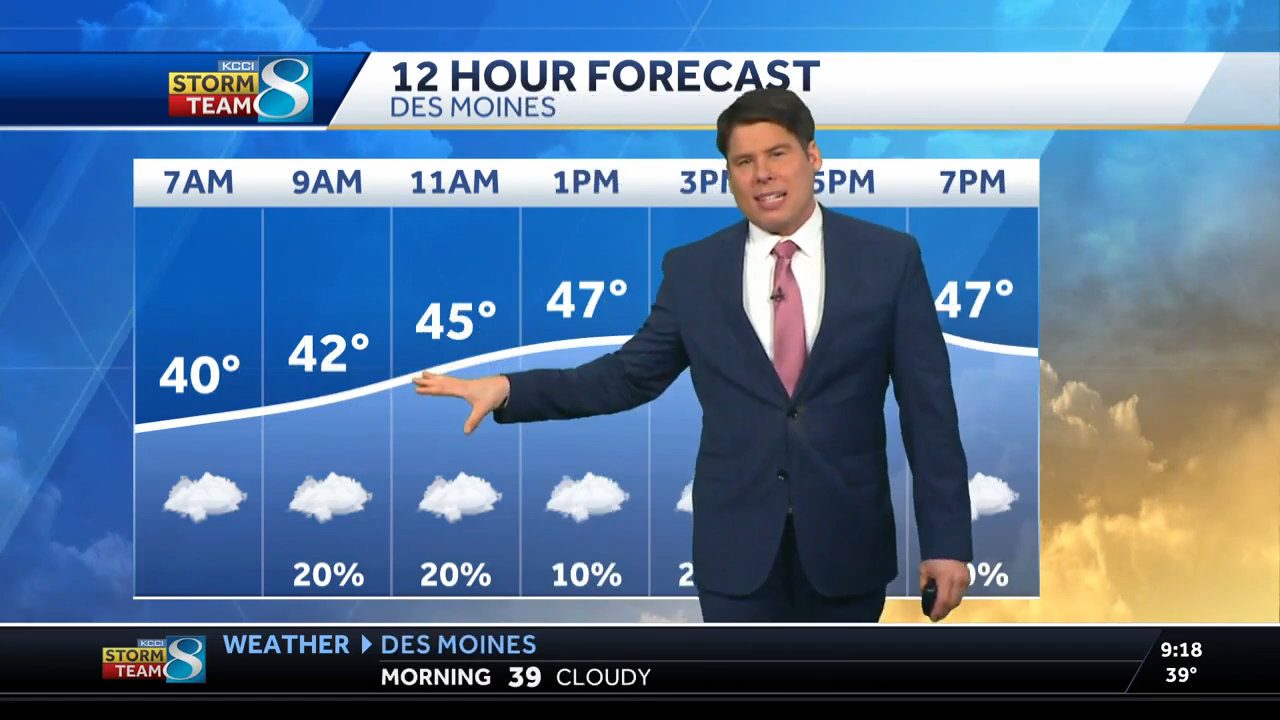 KCCI
STORM
TEAM 8
12 HOUR FORECAST
DES MOINES
7AM 9AM 11AM 1PM 7PM
40° 42° 45° 47° 47°
20% 20% 10%
KCCI
STORM
TEAM 8
WEATHER DES MOINES
MORNING 39 CLOUDY
9:18
39°